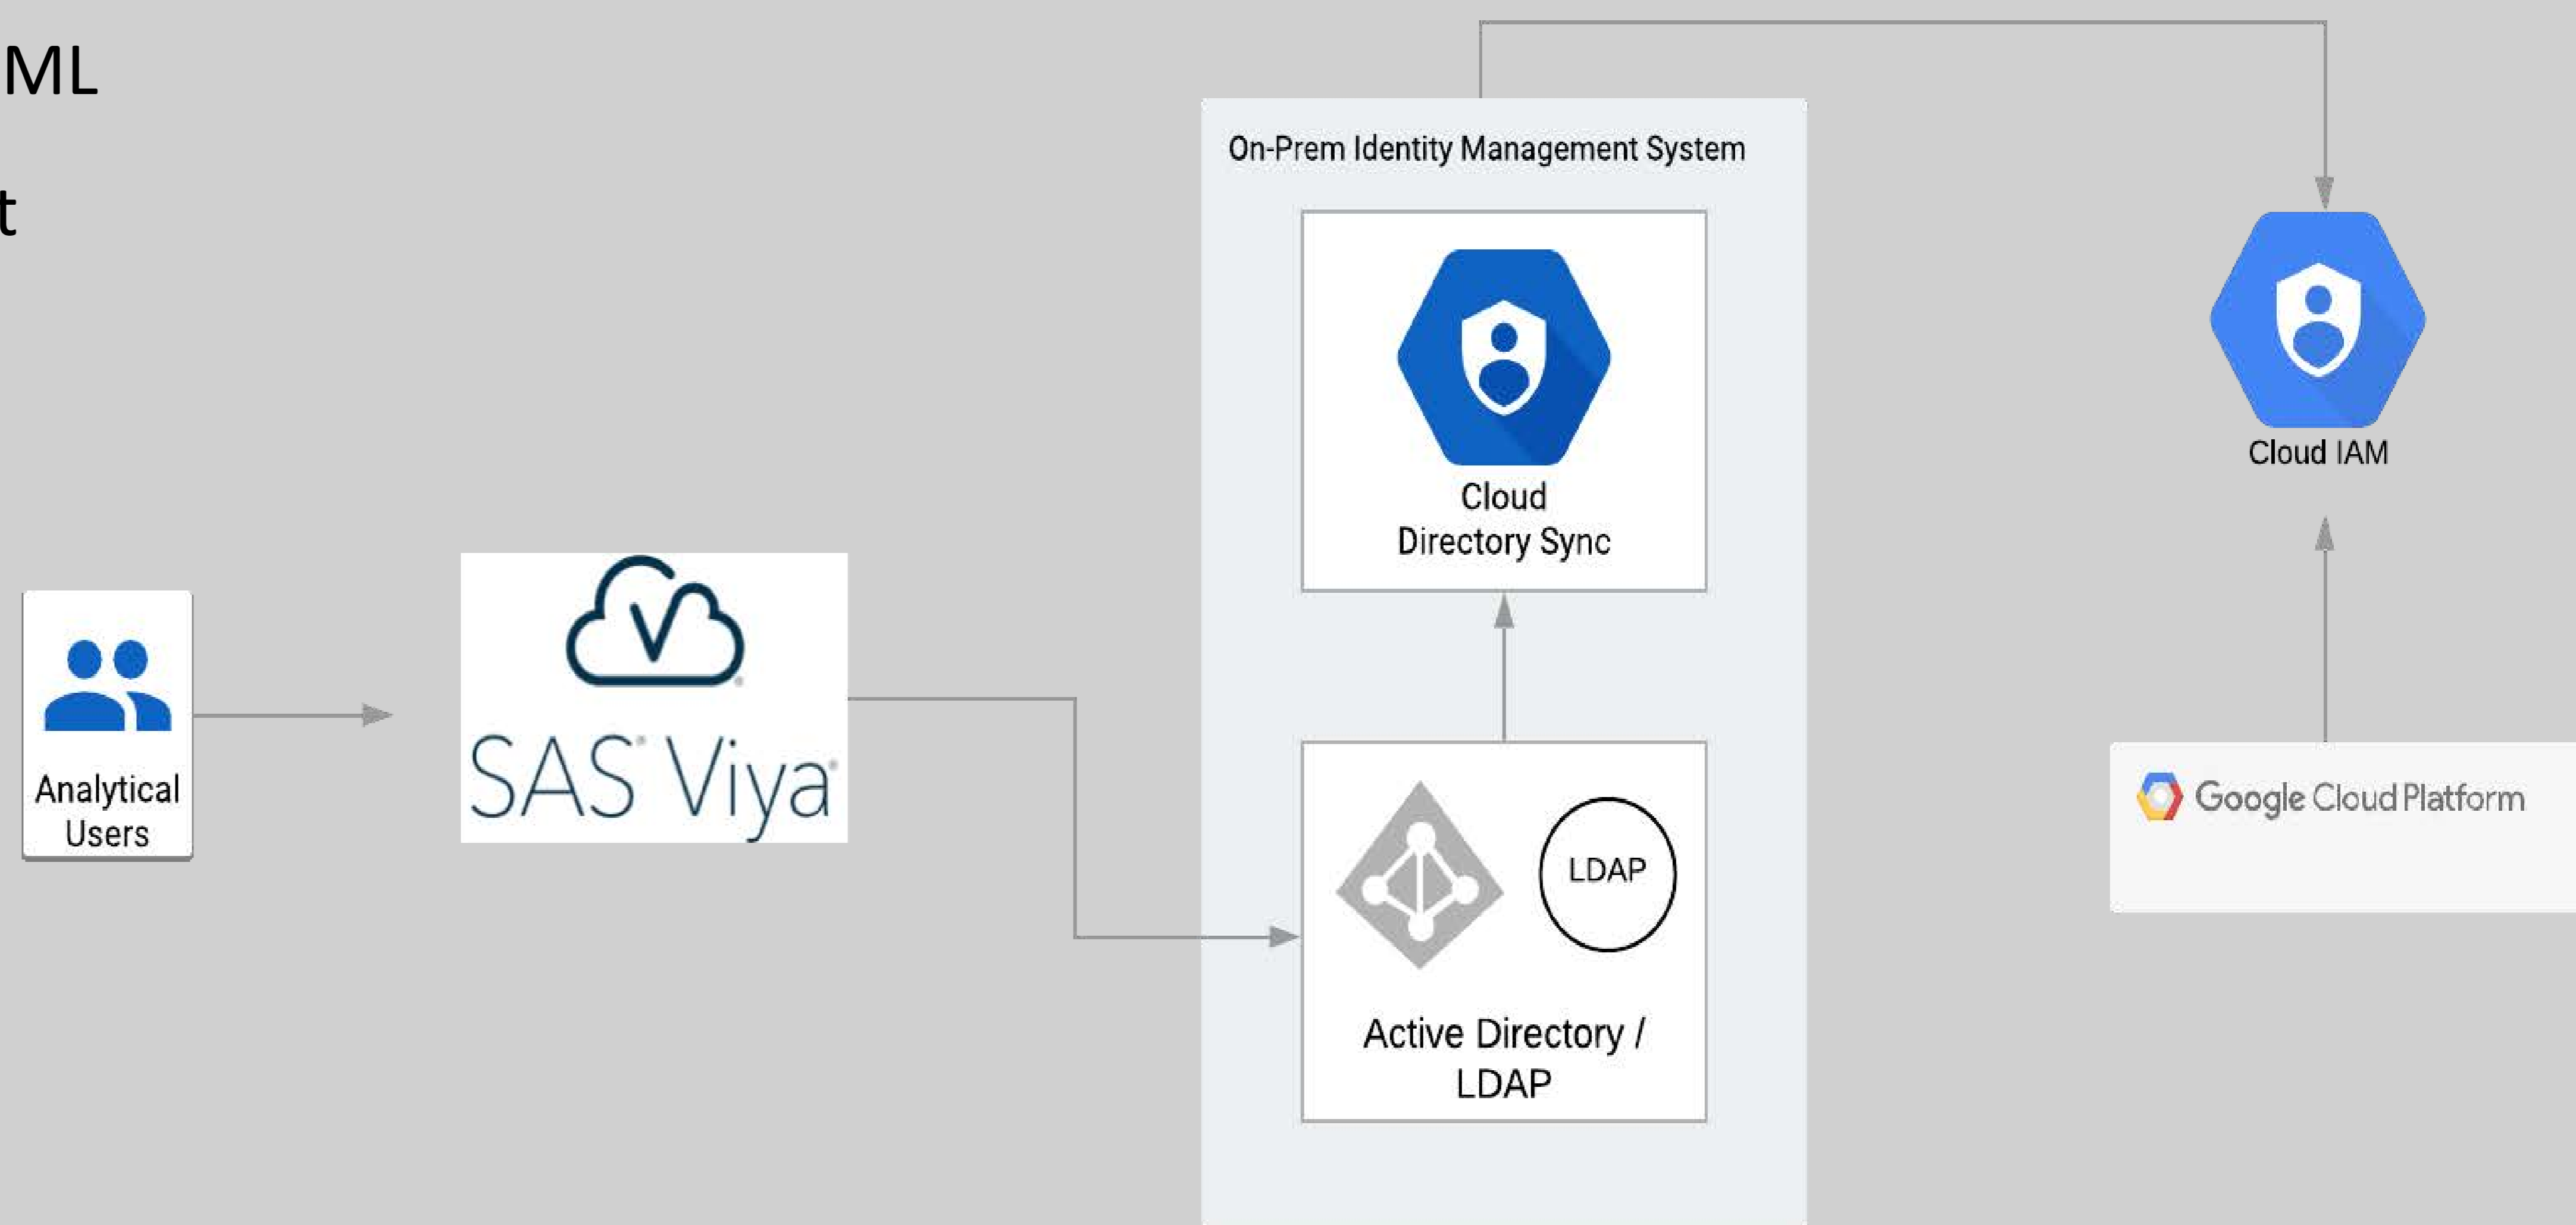 ML
t
On-Prem Identity Management System
Cloud
Directory Sync
Cloud IAM
Analytical
Users
SAS® Viya®
Google Cloud Platform
LDAP
Active Directory /
LDAP